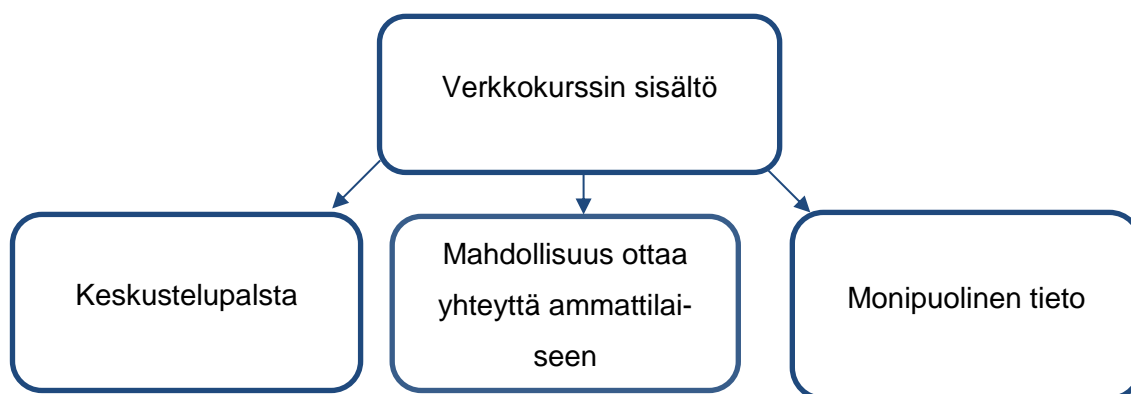 Verkkokurssin sisältö
Keskustelupalsta
Mahdollisuus ottaa
yhteyttä ammattilai-
seen
Monipuolinen tieto